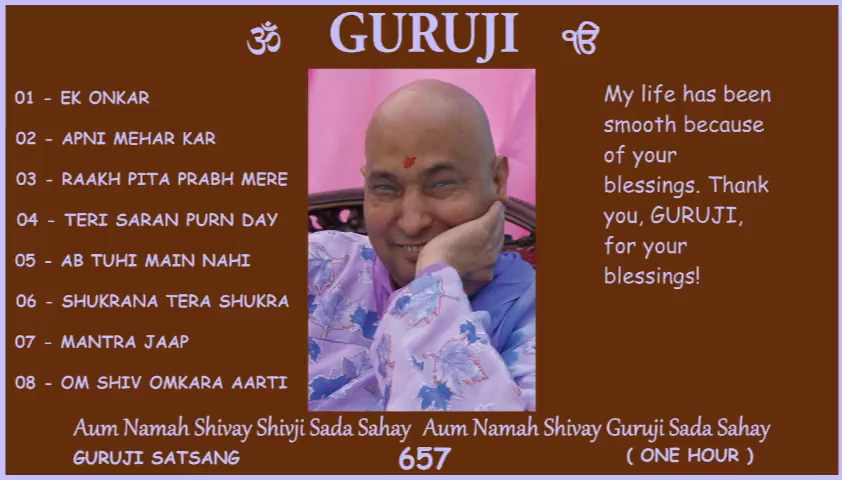 ॐ GURUJI ੴ
01 - EK ONKAR
02 - APNI MEHAR KAR
03 - RAAKH PITA PRABH MERE
04 - TERI SARAN PURN DAY
05 - AB TUHI MAIN NAHI
06 - SHUKRANA TERA SHUKRA
07 - MANTRA JAAP
08 - OM SHIV OMKARA AARTI
My life has been
smooth because
of your
blessings. Thank
you, GURUJI,
for your
blessings!
Aum Namah Shivay Shivji Sada Sahay Aum Namah Shivay Guruji Sada Sahay
GURUJI SATSANG 657 ( ONE HOUR )